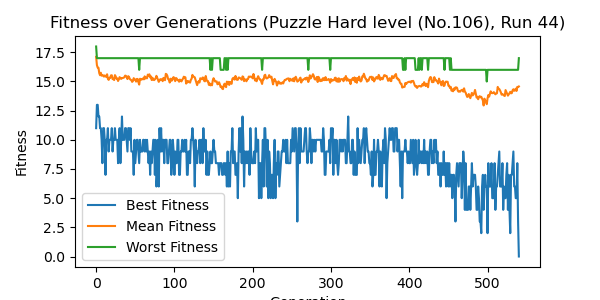 Fitness over Generations (Puzzle Hard level (No.106), Run 44)
Fitness
17.5
15.0
12.5
10.0
7.5
5.0
2.5
0.0
Best Fitness
Mean Fitness
Worst Fitness
0 100 200 300 400 500
Generation